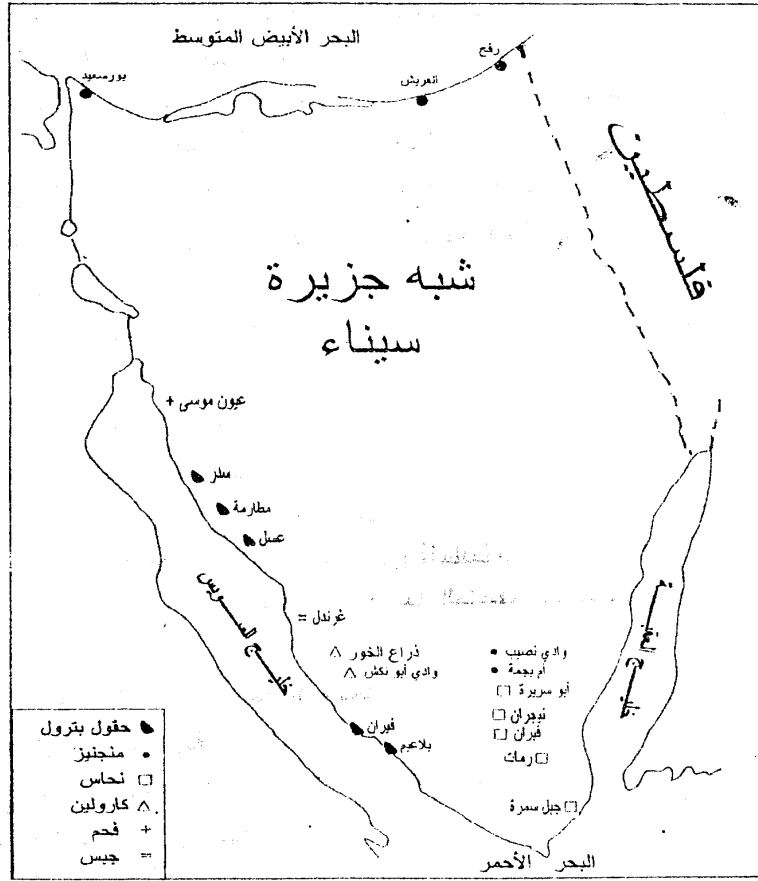 البحر الأبيض المتوسط
رفح
بورسعيد
العريش
فلسطين
شبه جزيرة
سيناء
عيون موسى +
سدر
مطارمة
عسل
خليج السويس
خليج العقبة
غرندل =
ذراع الخور ∧
وادي أبو نكش ∧
وادي نصيب
أم بجمة
أبو سريرة
نيجران
فيران
رمات
جبل سمرة
فيران
بلاعيم
حقول بترول
منجنيز
نحاس
كارولين
فحم
جبس
البحر الأحمر